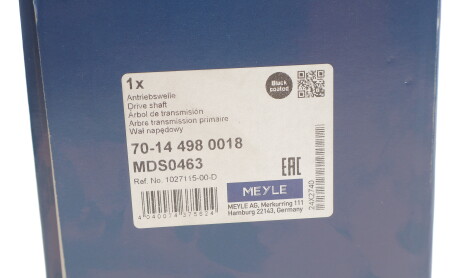 1x
Black coated
Antriebswelle
Drive shaft
Árbol de transmisión
Arbre transmission primaire
Wał napędowy
70-14 498 0018
MDS0463
EAC
Ref. No. 1027115-00-D
MEYLE
MEYLE AG, Merkurring 111
Hamburg 22143, Germany
24X2740